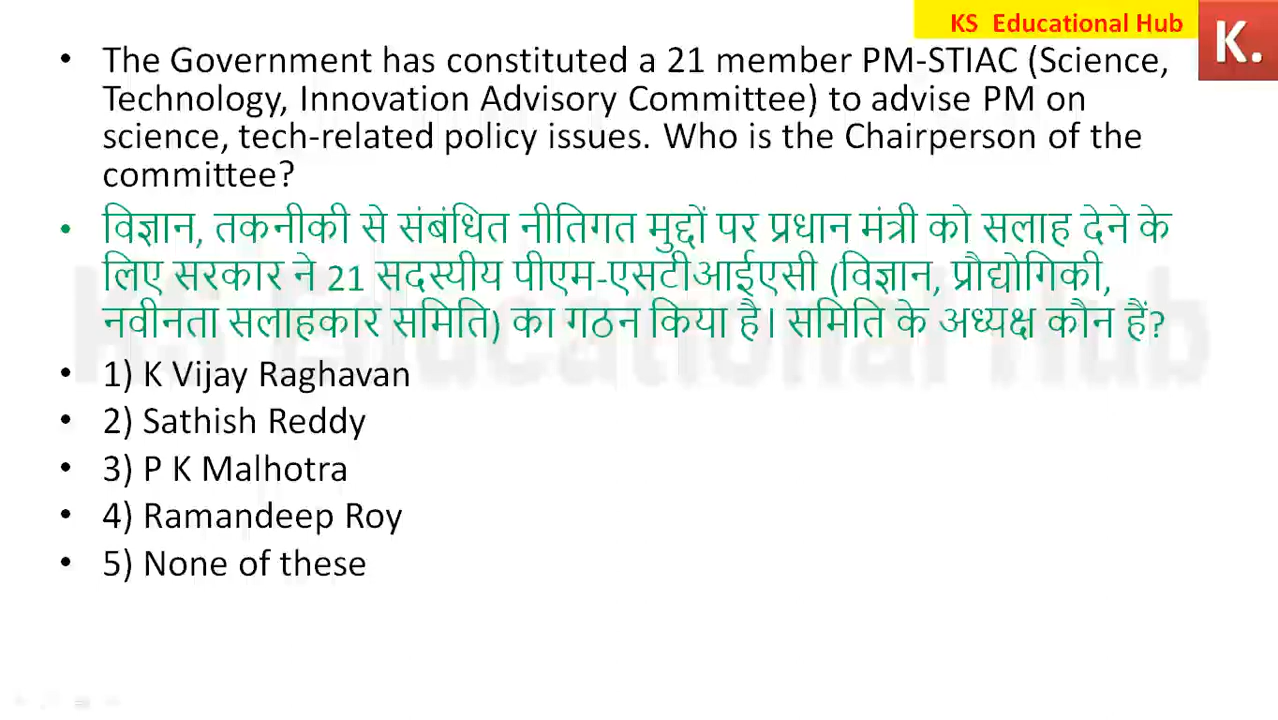 KS Educational Hub
K.
• The Government has constituted a 21 member PM-STIAC (Science,
Technology, Innovation Advisory Committee) to advise PM on
science, tech-related policy issues. Who is the Chairperson of the
committee?
• विज्ञान, तकनीकी से संबंधित नीतिगत मुद्दों पर प्रधान मंत्री को सलाह देने के
लिए सरकार ने 21 सदस्यीय पीएम-एसटीआईएसी (विज्ञान, प्रौद्योगिकी,
नवीनता सलाहकार समिति) का गठन किया है। समिति के अध्यक्ष कौन हैं?
KS Educational Hub
• 1) K Vijay Raghavan
• 2) Sathish Reddy
• 3) P K Malhotra
• 4) Ramandeep Roy
• 5) None of these